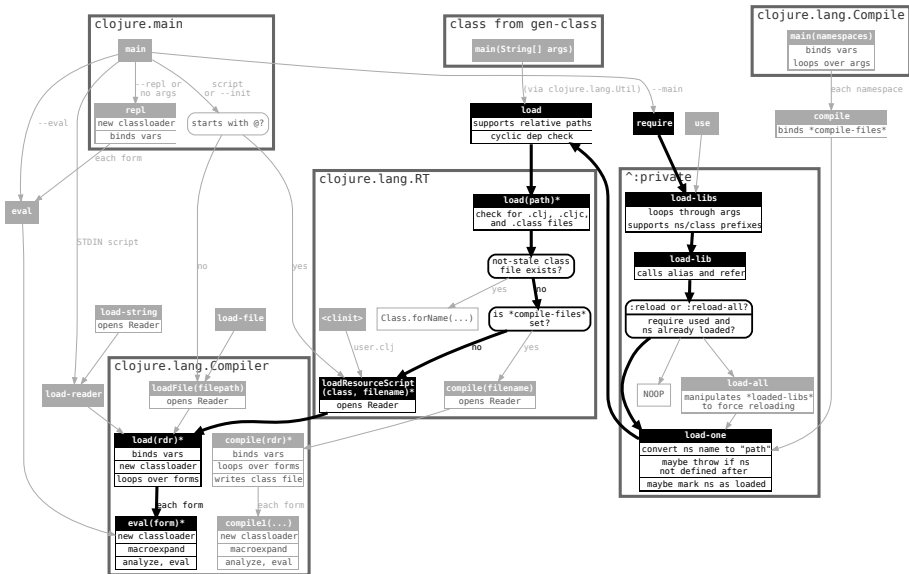 clojure.main
main
--repl or
no args
script
or --init
repl
new classloader
binds vars
starts with @?
--eval
each form
eval
STDIN script
no
yes
load-string
opens Reader
load-file
load-reader
class from gen-class
main(String[] args)
(via clojure.lang.Util)
--main
load
supports relative paths
cyclic dep check
require
use
clojure.lang.Compile
main(namespaces)
binds vars
loops over args
each namespace
compile
binds *compile-files*
clojure.lang.RT
load(path)*
check for .clj, .cljc,
and .class files
not-stale class
file exists?
yes
no
<clinit>
Class.forName(...)
is *compile-files*
set?
user.clj
no
yes
loadResourceScript
(class, filename)*
opens Reader
compile(filename)
opens Reader
^:private
load-libs
loops through args
supports ns/class prefixes
load-lib
calls alias and refer
:reload or :reload-all?
require used and
ns already loaded?
NOOP
load-all
manipulates *loaded-libs*
to force reloading
load-one
convert ns name to "path"
maybe throw if ns
not defined after
maybe mark ns as loaded
clojure.lang.Compiler
loadFile(filepath)
opens Reader
load(rdr)*
binds vars
new classloader
loops over forms
compile(rdr)*
binds vars
loops over forms
writes class file
each form
each form
eval(form)*
new classloader
macroexpand
analyze, eval
compile1(...)
new classloader
macroexpand
analyze, eval